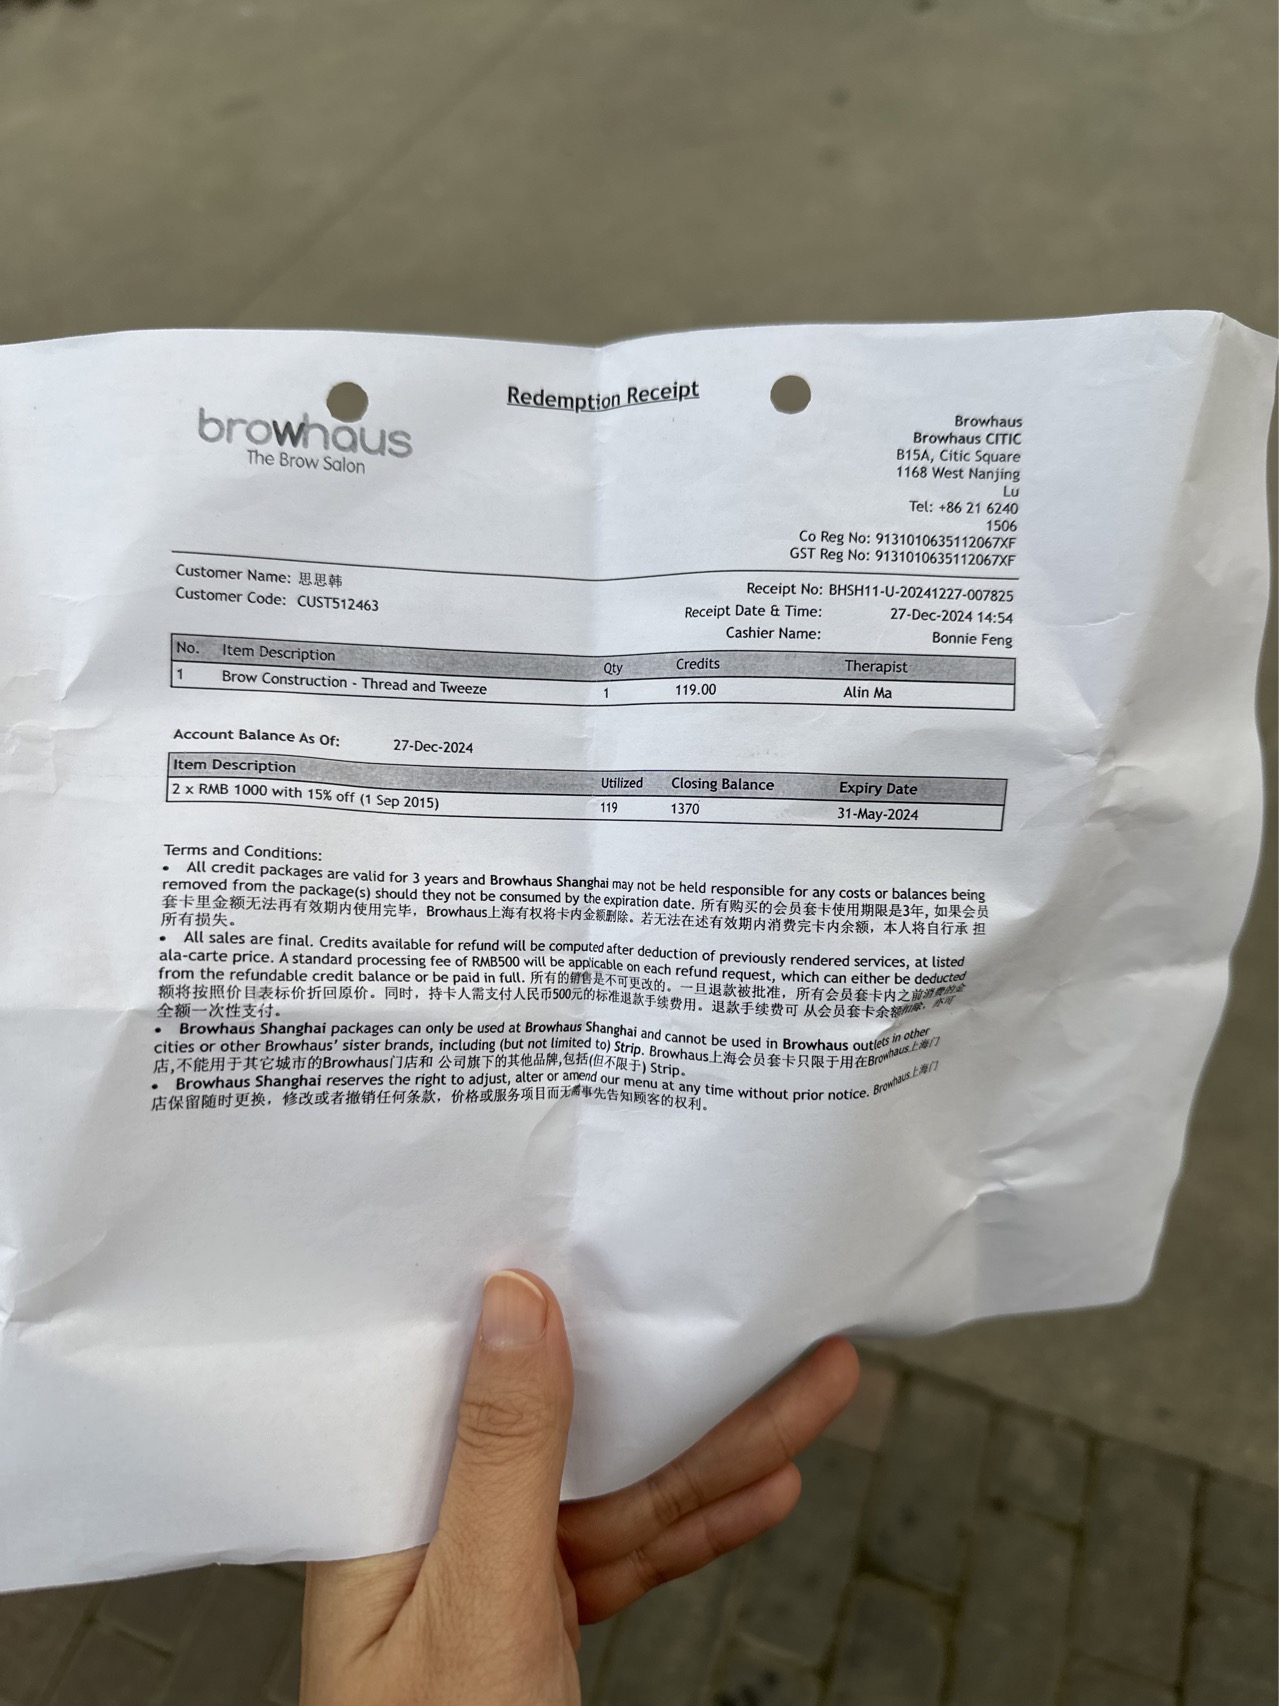 Redemption Receipt
browhaus
The Brow Salon
Browhaus
Browhaus CITIC
B15A, Citic Square
1168 West Nanjing
Lu
Tel: +86 21 6240
1506
Co Reg No: 9131010635112067XF
GST Reg No: 9131010635112067XF
Customer Name: 思思韩
Customer Code: CUST512463
Receipt No: BHSH11-U-20241227-007825
Receipt Date & Time: 27-Dec-2024 14:54
Cashier Name: Bonnie Feng
No. Item Description Qty Credits Therapist
1 Brow Construction - Thread and Tweeze 1 119.00 Alin Ma
Account Balance As Of: 27-Dec-2024
Item Description Utilized Closing Balance Expiry Date
2 x RMB 1000 with 15% off (1 Sep 2015) 119 1370 31-May-2024
Terms and Conditions:
• All credit packages are valid for 3 years and Browhaus Shanghai may not be held responsible for any costs or balances being
removed from the package(s) should they not be consumed by the expiration date. 所有购买的会员套卡使用期限是3年, 如果会员
套卡里金额无法再有效期内使用完毕, Browhaus上海有权将卡内金额删除。若无法在述有效期内消费完卡内余额, 本人将自行承 担
所有损失。
• All sales are final. Credits available for refund will be computed after deduction of previously rendered services, at listed
ala-carte price. A standard processing fee of RMB500 will be applicable on each refund request, which can either be deducted
from the refundable credit balance or be paid in full. 所有的销售是不可更改的。一旦退款被批准, 所有会员套卡内之前消费的金
额将按照价目表标价折回原价。同时, 持卡人需支付人民币500元的标准退款手续费用。退款手续费可 从会员套卡余额扣除, 亦可
全额一次性支付。
• Browhaus Shanghai packages can only be used at Browhaus Shanghai and cannot be used in Browhaus outlets in other
cities or other Browhaus' sister brands, including (but not limited to) Strip. Browhaus上海会员套卡只限于用在Browhaus上海门
店,不能用于其它城市的Browhaus门店和 公司旗下的其他品牌,包括(但不限于) Strip。
• Browhaus Shanghai reserves the right to adjust, alter or amend our menu at any time without prior notice. Browhaus上海门
店保留随时更换, 修改或者撤销任何条款, 价格或服务项目而无需事先告知顾客的权利。